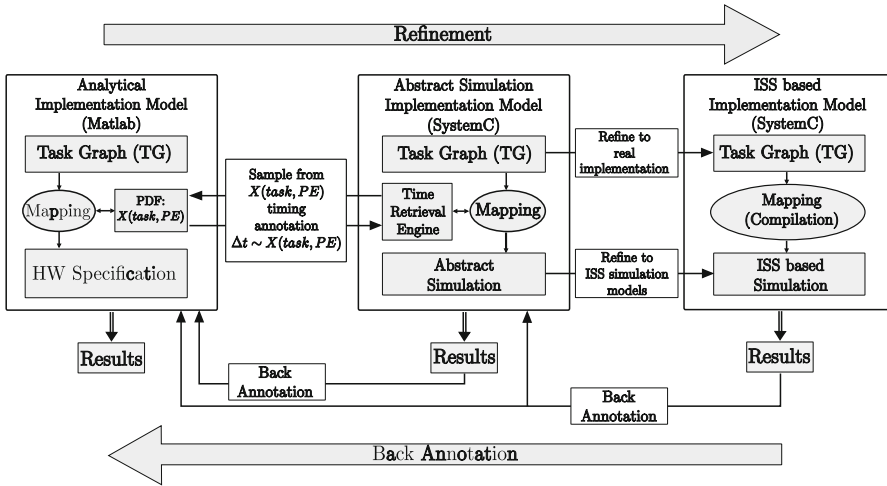 Refinement
Analytical
Implementation Model
(Matlab)
Task Graph (TG)
Mapping
PDF:
X(task, PE)
HW Specification
Results
Sample from
X(task, PE)
timing
annotation
Δt ∼ X(task, PE)
Abstract Simulation
Implementation Model
(SystemC)
Task Graph (TG)
Time
Retrieval
Engine
Mapping
Abstract
Simulation
Results
Refine to
real
implementation
Refine to
ISS simulation
models
ISS based
Implementation Model
(SystemC)
Task Graph (TG)
Mapping
(Compilation)
ISS based
Simulation
Results
Back
Annotation
Back
Annotation
Back Annotation